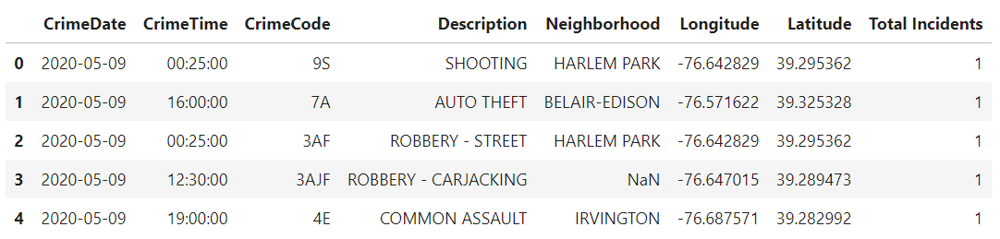 CrimeDate CrimeTime CrimeCode Description Neighborhood Longitude Latitude Total Incidents
0 2020-05-09 00:25:00 9S SHOOTING HARLEM PARK -76.642829 39.295362 1
1 2020-05-09 16:00:00 7A AUTO THEFT BELAIR-EDISON -76.571622 39.325328 1
2 2020-05-09 00:25:00 3AF ROBBERY - STREET HARLEM PARK -76.642829 39.295362 1
3 2020-05-09 12:30:00 3AJF ROBBERY - CARJACKING NaN -76.647015 39.289473 1
4 2020-05-09 19:00:00 4E COMMON ASSAULT IRVINGTON -76.687571 39.282992 1